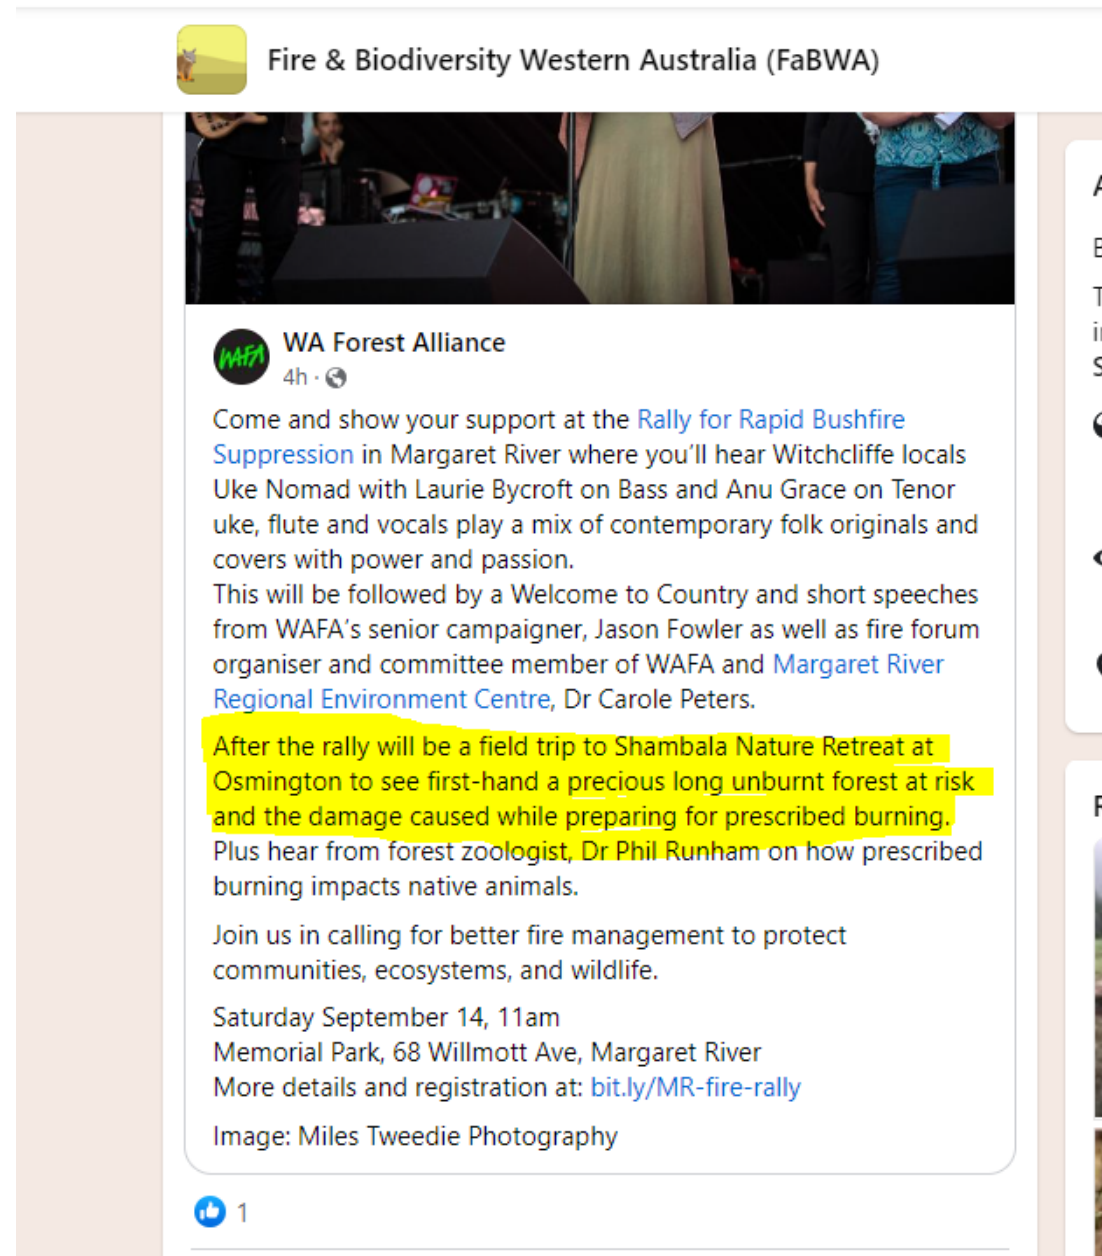 Fire & Biodiversity Western Australia (FaBWA)
WAFA
WA Forest Alliance
4h ·
Come and show your support at the Rally for Rapid Bushfire
Suppression in Margaret River where you'll hear Witchcliffe locals
Uke Nomad with Laurie Bycroft on Bass and Anu Grace on Tenor
uke, flute and vocals play a mix of contemporary folk originals and
covers with power and passion.
This will be followed by a Welcome to Country and short speeches
from WAFA's senior campaigner, Jason Fowler as well as fire forum
organiser and committee member of WAFA and Margaret River
Regional Environment Centre, Dr Carole Peters.
After the rally will be a field trip to Shambala Nature Retreat at
Osmington to see first-hand a precious long unburnt forest at risk
and the damage caused while preparing for prescribed burning.
Plus hear from forest zoologist, Dr Phil Runham on how prescribed
burning impacts native animals.
Join us in calling for better fire management to protect
communities, ecosystems, and wildlife.
Saturday September 14, 11am
Memorial Park, 68 Willmott Ave, Margaret River
More details and registration at: bit.ly/MR-fire-rally
Image: Miles Tweedie Photography
1